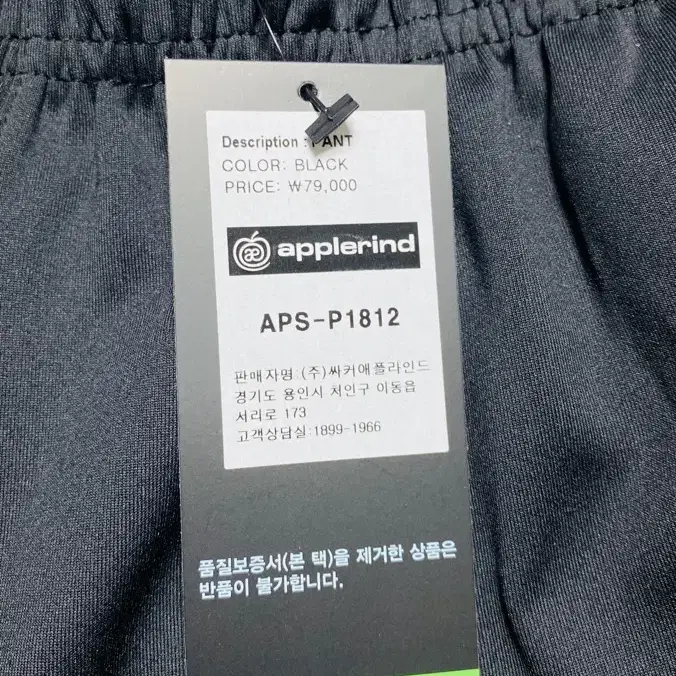 Description : PANT
COLOR: BLACK
PRICE: ₩79,000
æ applerind
APS-P1812
판매자명:(주)싸커애플라인드
경기도 용인시 처인구 이동읍
서리로 173
고객상담실:1899-1966
품질보증서(본 택)을 제거한 상품은
반품이 불가합니다.